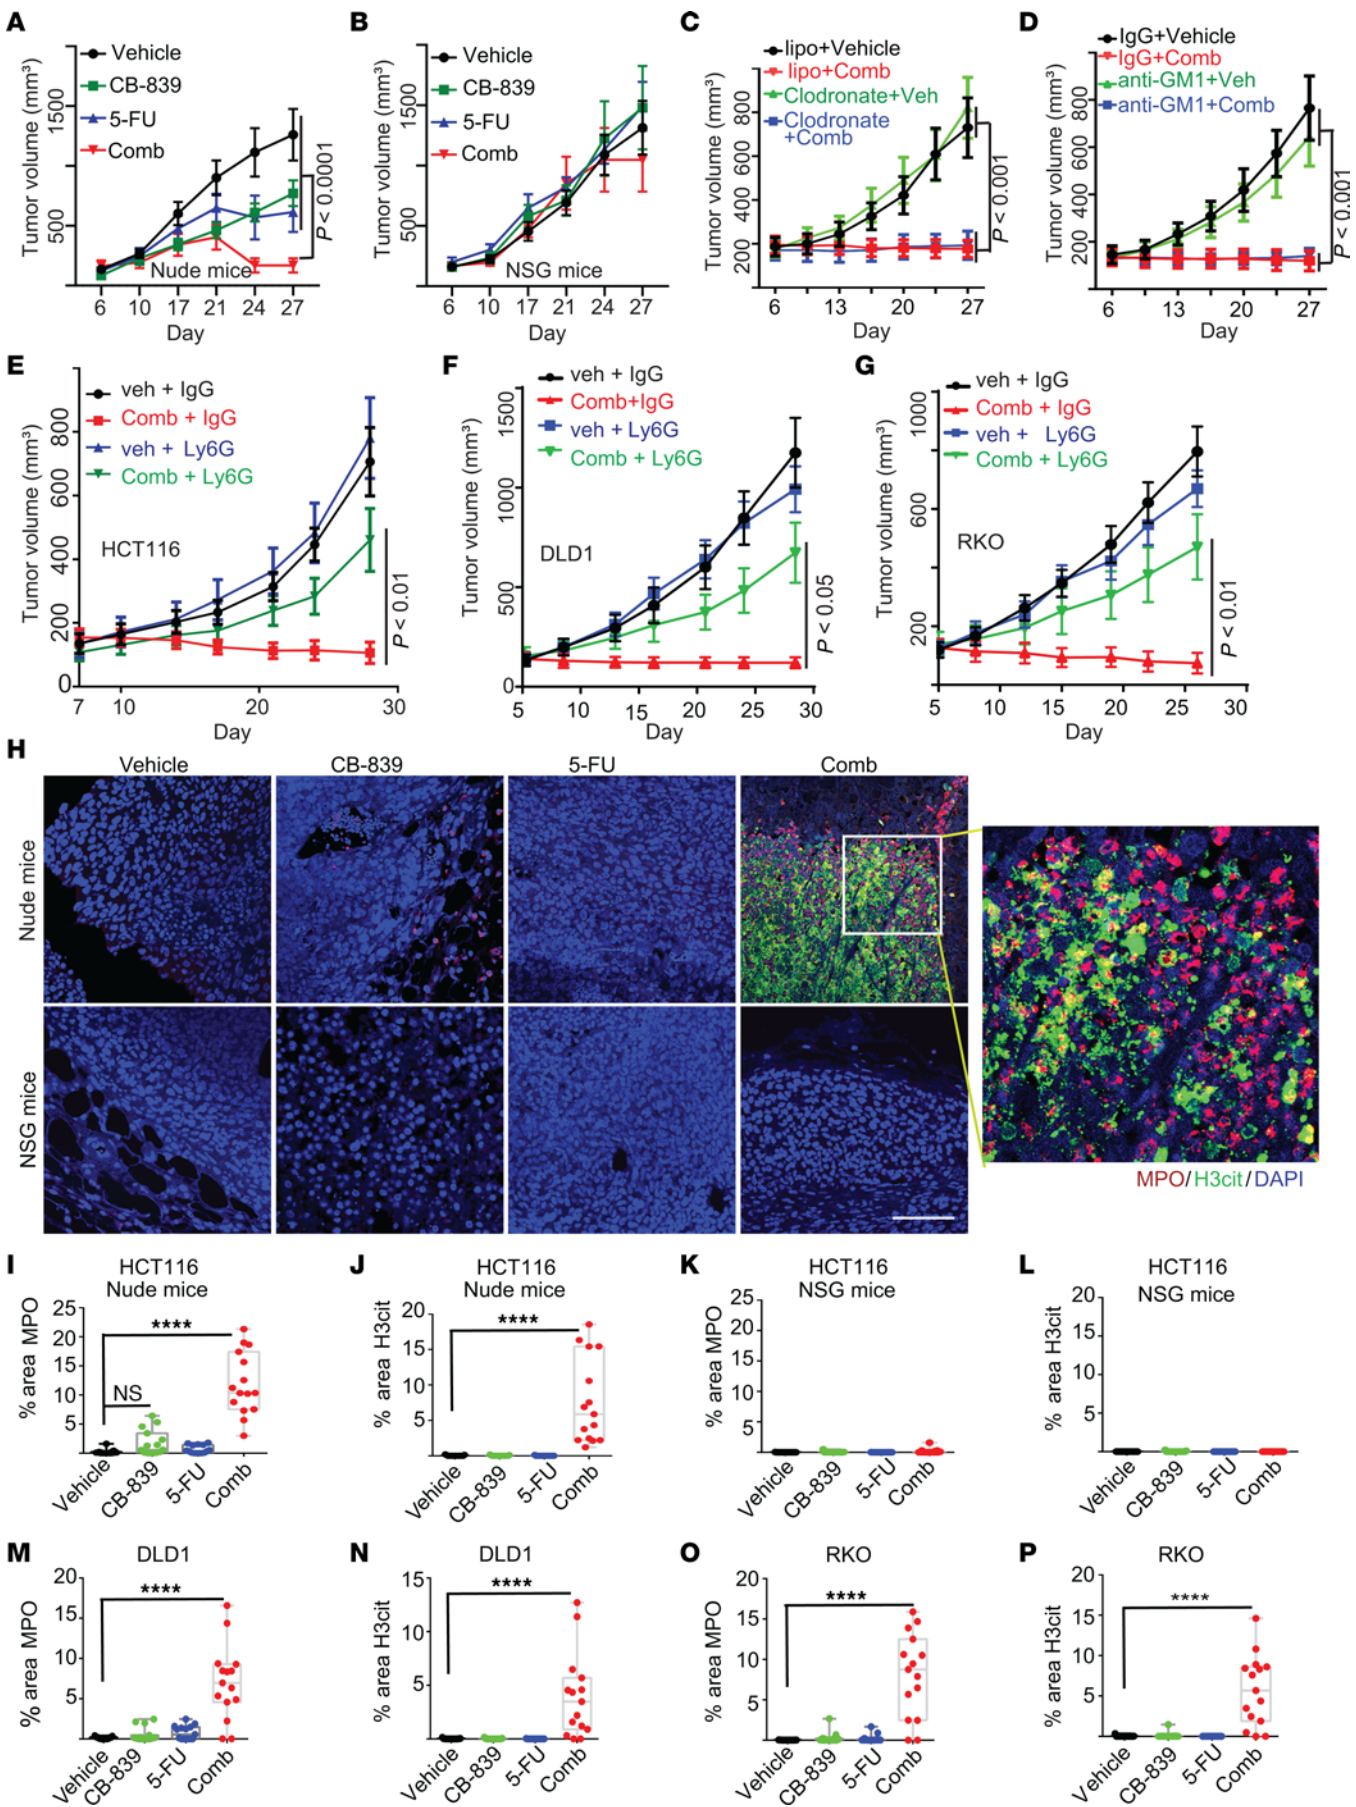 A
Vehicle
CB-839
5-FU
Comb
Tumor volume (mm³)
1500
500
P < 0.0001
Nude mice
6 10 17 21 24 27
Day
B
Vehicle
CB-839
5-FU
Comb
Tumor volume (mm³)
1500
500
NSG mice
6 10 17 21 24 27
Day
C
lipo+Vehicle
lipo+Comb
Clodronate+Veh
Clodronate
+Comb
Tumor volume (mm³)
800
600
400
200
P < 0.001
6 13 20 27
Day
D
IgG+Vehicle
IgG+Comb
anti-GM1+Veh
anti-GM1+Comb
Tumor volume (mm³)
800
600
400
200
P < 0.001
6 13 20 27
Day
E
veh + IgG
Comb + IgG
veh + Ly6G
Comb + Ly6G
Tumor volume (mm³)
800
600
400
200
0
HCT116
P < 0.01
7 10 20 30
Day
F
veh + IgG
Comb+IgG
veh + Ly6G
Comb + Ly6G
Tumor volume (mm³)
1500
1000
500
0
DLD1
P < 0.05
5 10 15 20 25 30
Day
G
veh + IgG
Comb + IgG
veh + Ly6G
Comb + Ly6G
Tumor volume (mm³)
1000
600
200
RKO
P < 0.01
5 10 15 20 25 30
Day
H
Vehicle CB-839 5-FU Comb
Nude mice
NSG mice
MPO/H3cit/DAPI
I
HCT116
Nude mice
% area MPO
25
20
15
10
5
****
NS
Vehicle CB-839 5-FU Comb
J
HCT116
Nude mice
% area H3cit
20
15
10
5
****
Vehicle CB-839 5-FU Comb
K
HCT116
NSG mice
% area MPO
25
20
15
10
5
Vehicle CB-839 5-FU Comb
L
HCT116
NSG mice
% area H3cit
20
15
10
5
Vehicle CB-839 5-FU Comb
M
DLD1
% area MPO
20
15
10
5
****
Vehicle CB-839 5-FU Comb
N
DLD1
% area H3cit
15
10
5
****
Vehicle CB-839 5-FU Comb
O
RKO
% area MPO
20
15
10
5
****
Vehicle CB-839 5-FU Comb
P
RKO
% area H3cit
20
15
10
5
****
Vehicle CB-839 5-FU Comb